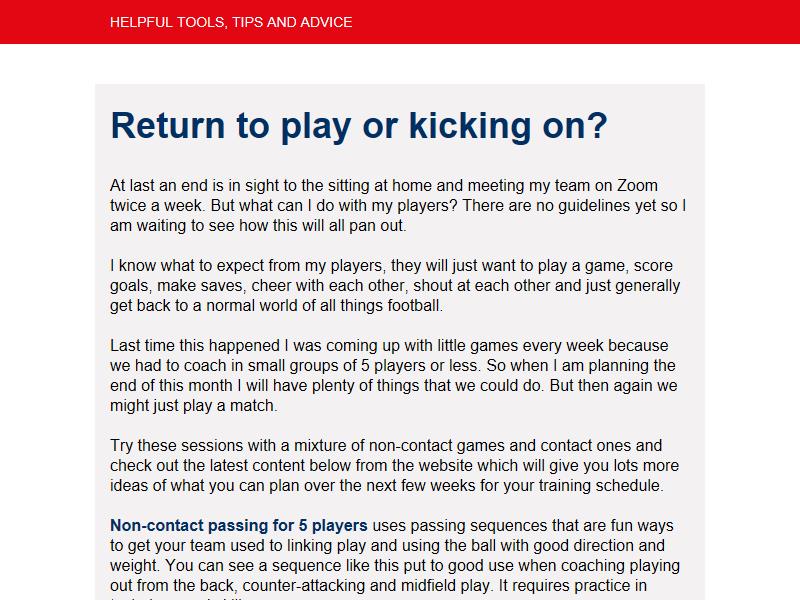 HELPFUL TOOLS, TIPS AND ADVICE
Return to play or kicking on?
At last an end is in sight to the sitting at home and meeting my team on Zoom
twice a week. But what can I do with my players? There are no guidelines yet so I
am waiting to see how this will all pan out.
I know what to expect from my players, they will just want to play a game, score
goals, make saves, cheer with each other, shout at each other and just generally
get back to a normal world of all things football.
Last time this happened I was coming up with little games every week because
we had to coach in small groups of 5 players or less. So when I am planning the
end of this month I will have plenty of things that we could do. But then again we
might just play a match.
Try these sessions with a mixture of non-contact games and contact ones and
check out the latest content below from the website which will give you lots more
ideas of what you can plan over the next few weeks for your training schedule.
Non-contact passing for 5 players uses passing sequences that are fun ways
to get your team used to linking play and using the ball with good direction and
weight. You can see a sequence like this put to good use when coaching playing
out from the back, counter-attacking and midfield play. It requires practice in